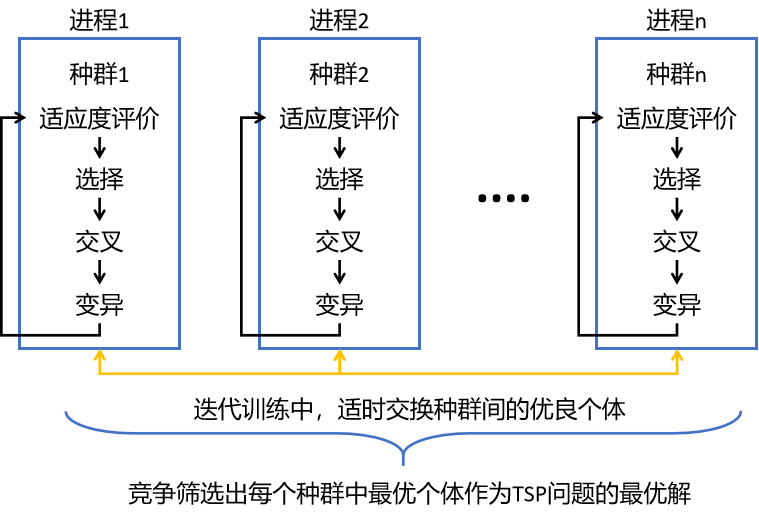 进程1
种群1
适应度评价
选择
交叉
变异
进程2
种群2
适应度评价
选择
交叉
变异
....
进程n
种群n
适应度评价
选择
交叉
变异
迭代训练中，适时交换种群间的优良个体
竞争筛选出每个种群中最优个体作为TSP问题的最优解